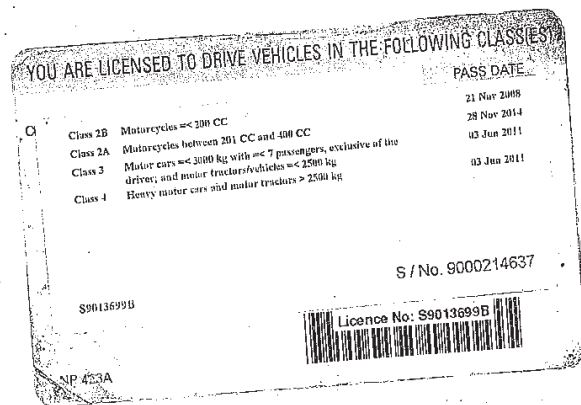 YOU ARE LICENSED TO DRIVE VEHICLES IN THE FOLLOWING CLASS(ES)
PASS DATE
Class 2B Motorcycles =< 200 CC 21 Nov 2008
Class 2A Motorcycles between 201 CC and 400 CC 28 Nov 2014
Class 3 Motor cars =< 3000 kg with =< 7 passengers, exclusive of the 03 Jun 2011
driver; and motor tractors/vehicles =< 2500 kg
Class 4 Heavy motor cars and motor tractors > 2500 kg 03 Jun 2011
S / No. 9000214637
S9013699B
Licence No: S9013699B
NP 423A